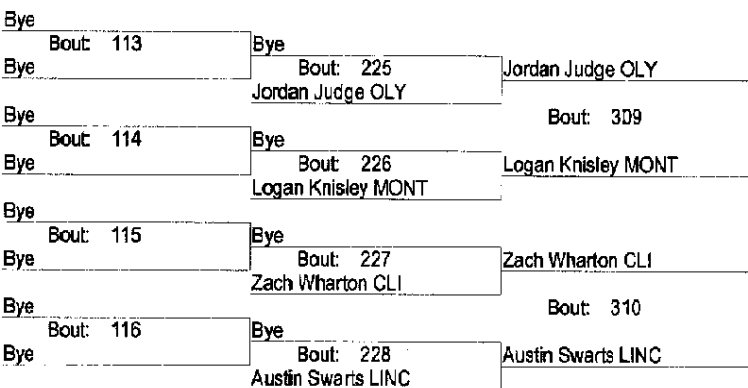 Bye
Bout: 113
Bye
Bye
Bout: 225
Jordan Judge OLY
Jordan Judge OLY
Bye
Bout: 114
Bye
Bye
Bout: 226
Logan Knisley MONT
Bout: 309
Logan Knisley MONT
Bye
Bout: 115
Bye
Bye
Bout: 227
Zach Wharton CLI
Zach Wharton CLI
Bye
Bout: 116
Bye
Bye
Bout: 228
Austin Swarts LINC
Bout: 310
Austin Swarts LINC